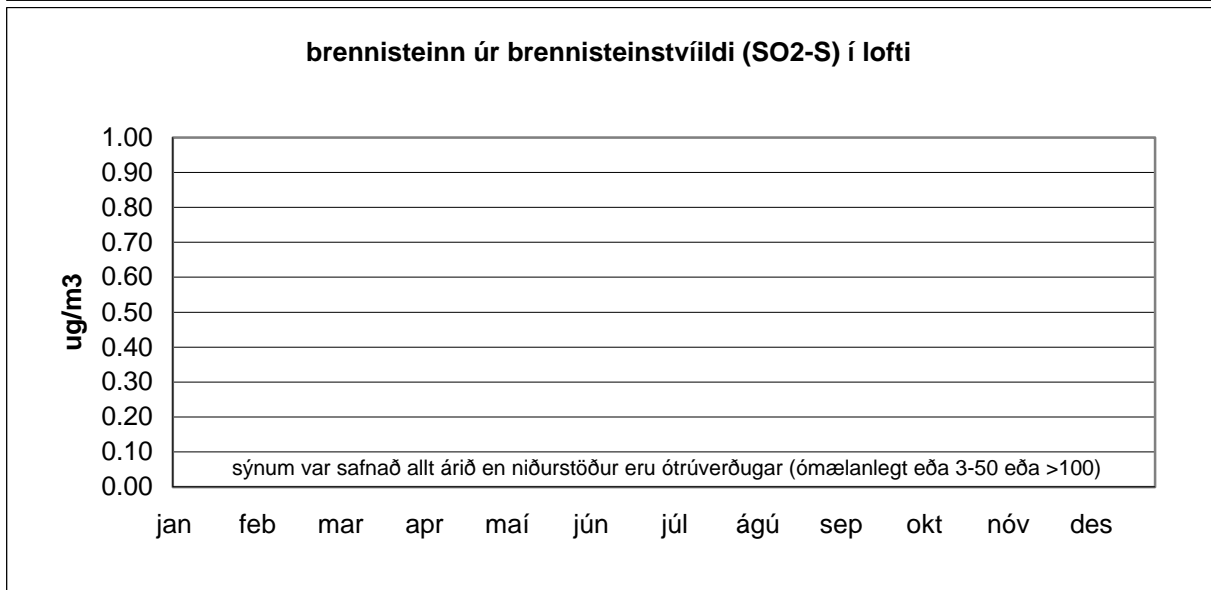 brennisteinn úr brennisteinstvíildi (SO2-S) í lofti
ug/m3
1.00
0.90
0.80
0.70
0.60
0.50
0.40
0.30
0.20
0.10
0.00
sýnum var safnað allt árið en niðurstöður eru ótrúverðugar (ómælanlegt eða 3-50 eða >100)
jan feb mar apr maí jún júl ágú sep okt nóv des